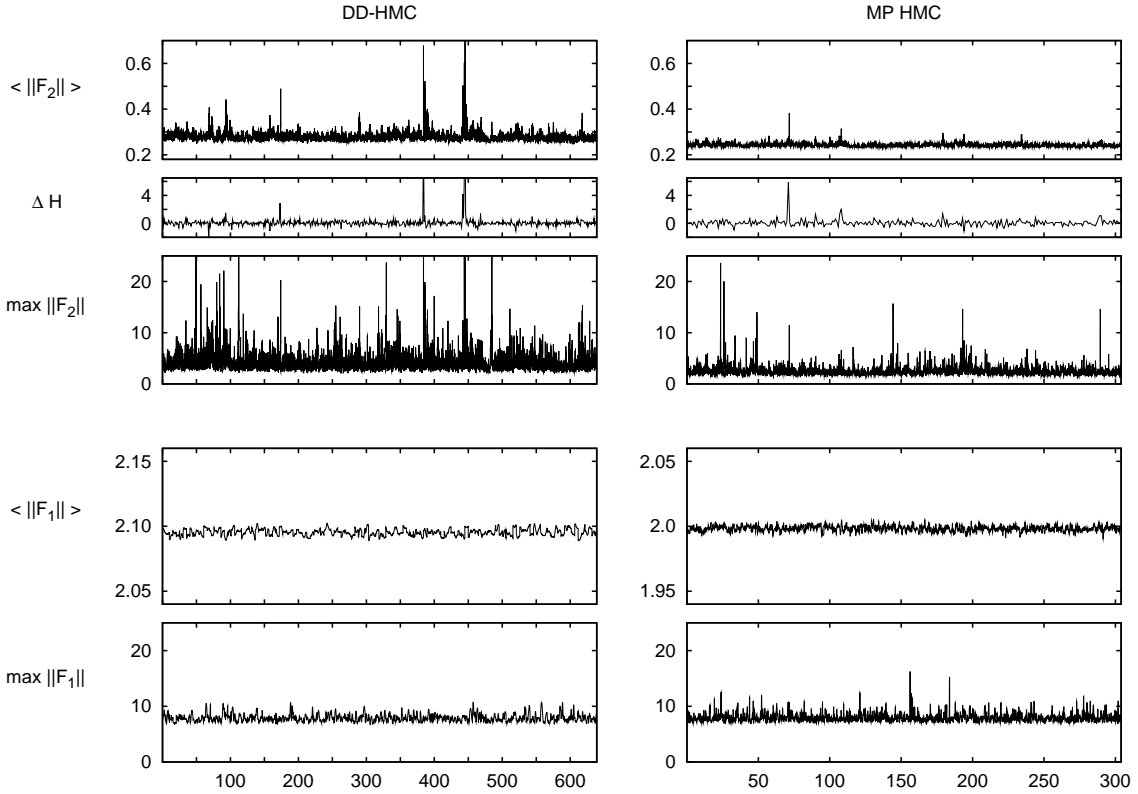 DD-HMC MP HMC
< ||F2|| >
0.6 0.6
0.4 0.4
0.2 0.2
Δ H
4 4
0 0
max ||F2||
20 20
10 10
0 0
< ||F1|| >
2.15 2.05
2.10 2.0
2.05 1.95
max ||F1||
20 20
10 10
0 0
100 200 300 400 500 600 50 100 150 200 250 300